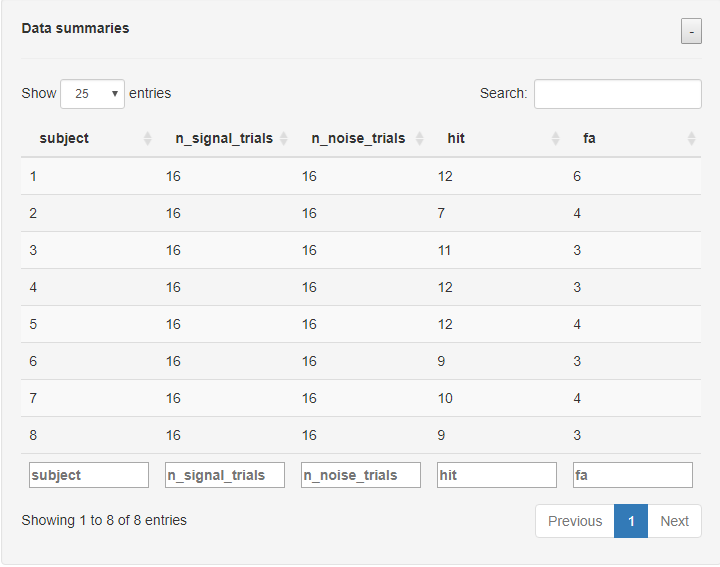 Data summaries
-
Show 25 entries Search:
subject n_signal_trials n_noise_trials hit fa
1 16 16 12 6
2 16 16 7 4
3 16 16 11 3
4 16 16 12 3
5 16 16 12 4
6 16 16 9 3
7 16 16 10 4
8 16 16 9 3
subject n_signal_trials n_noise_trials hit fa
Showing 1 to 8 of 8 entries Previous 1 Next